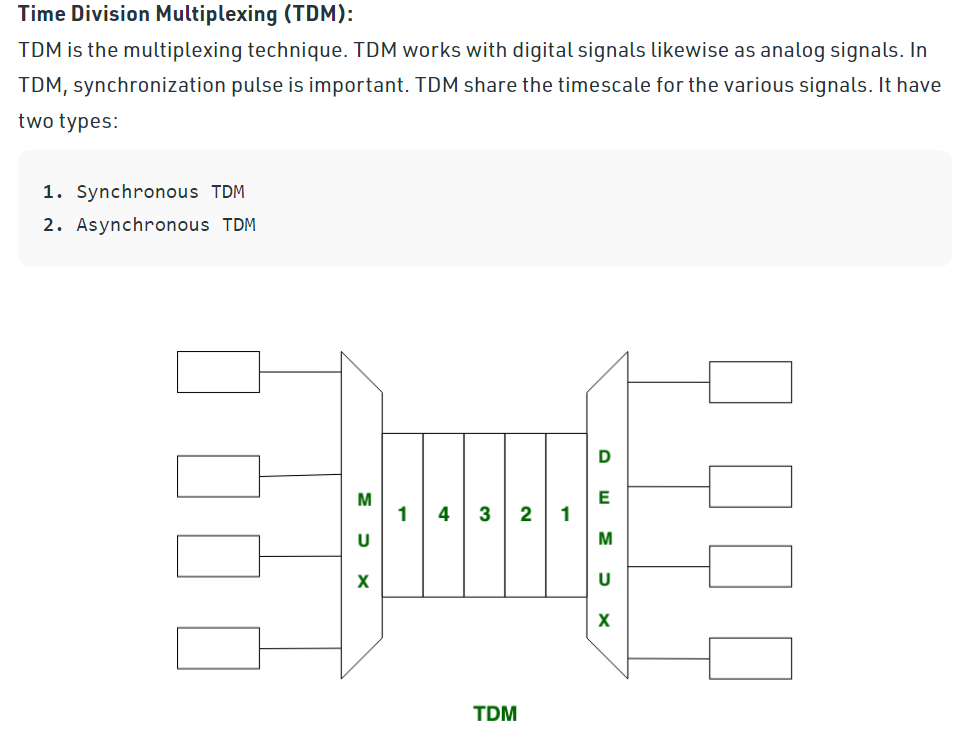 Time Division Multiplexing (TDM):
TDM is the multiplexing technique. TDM works with digital signals likewise as analog signals. In
TDM, synchronization pulse is important. TDM share the timescale for the various signals. It have
two types:
1. Synchronous TDM
2. Asynchronous TDM
MUX
1 4 3 2 1
DEMUX
TDM